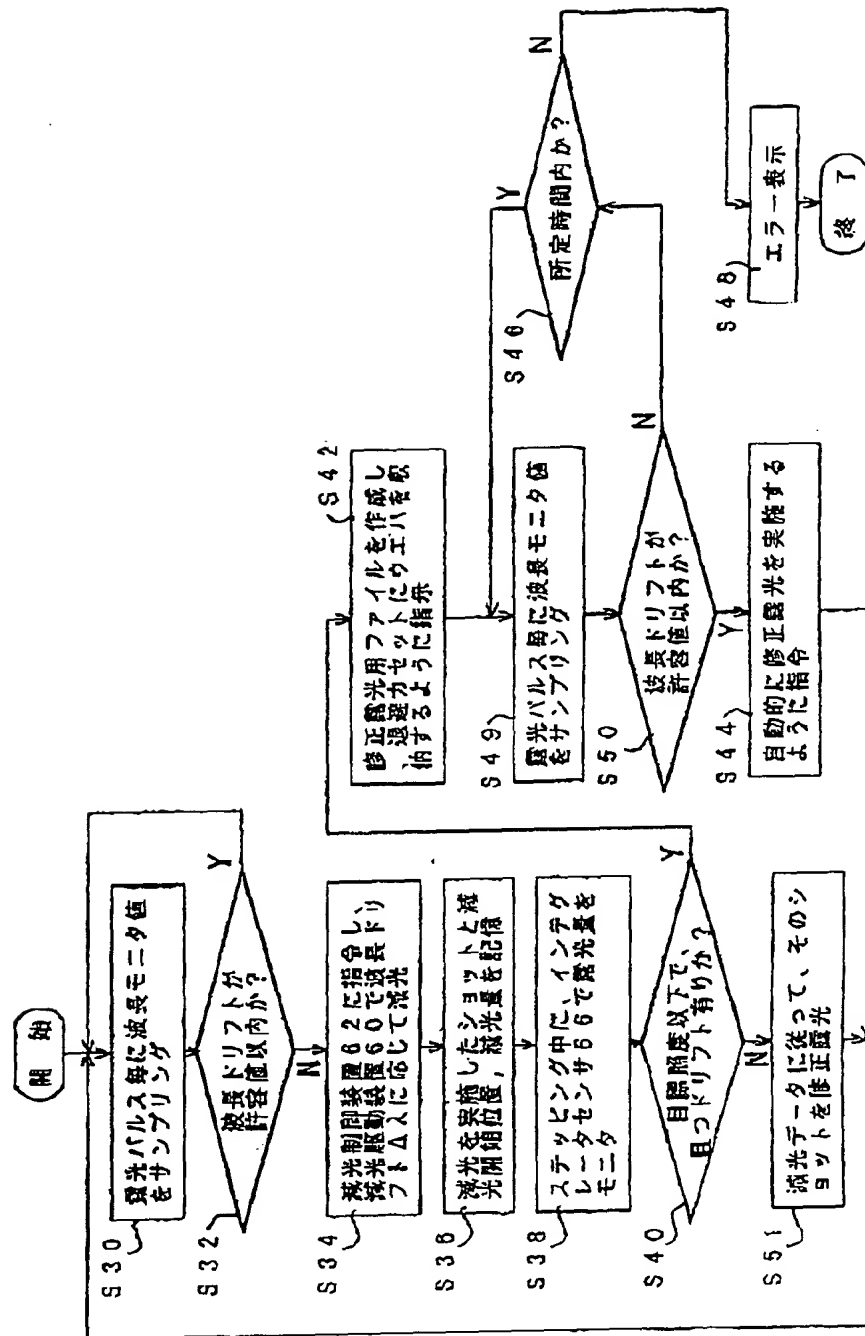 開始
S30
露光パルス毎に波長モニタ値
をサンプリング
S32
波長ドリフトが
許容値以内か?
Y
N
S34
減光制御装置62に指令し、
減光駆動装置60で波長ドリ
フトΔλに応じて減光
S36
減光を実施したショットと減
光開始位置,減光量を記憶
S38
ステッピング中に、インテグ
レータセンサ66で露光量を
モニタ
S40
目標照度以下で、
且つドリフト有りか?
Y
N
S51
減光データに従って、そのシ
ョットを修正露光
S42
修正露光用ファイルを作成し
、退避カセットにウエハを収
納するように指示
S49
露光パルス毎に波長モニタ値
をサンプリング
S50
波長ドリフトが
許容値以内か?
N
Y
S44
自動的に修正露光を実施する
ように指令
S46
所定時間内か?
Y
N
S48
エラー表示
終了